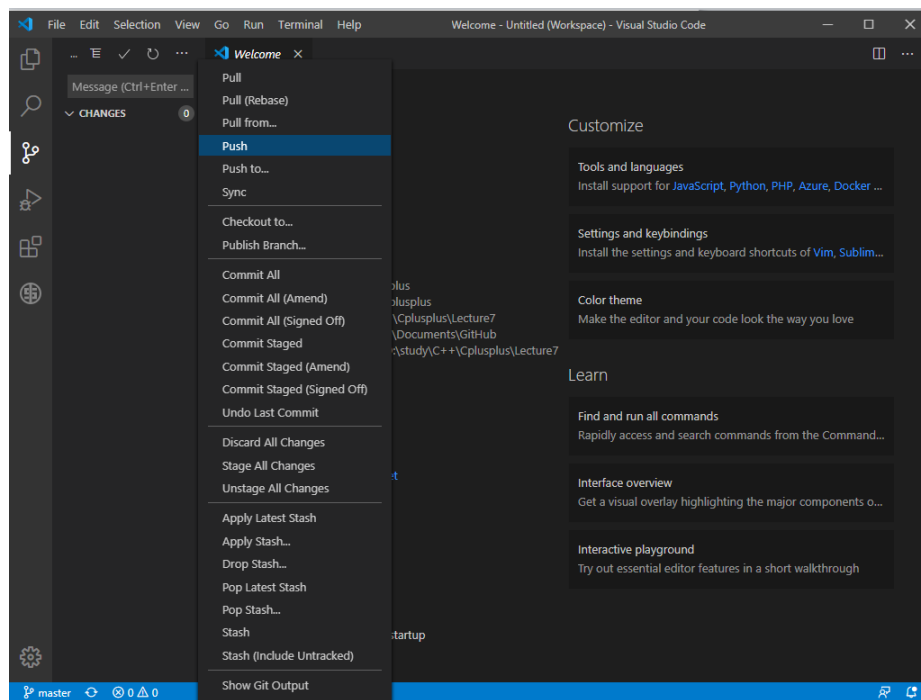 File Edit Selection View Go Run Terminal Help Welcome - Untitled (Workspace) - Visual Studio Code
... Welcome
Message (Ctrl+Enter ...
CHANGES 0
Pull
Pull (Rebase)
Pull from...
Push
Push to...
Sync
Checkout to...
Publish Branch...
Commit All
Commit All (Amend)
Commit All (Signed Off)
Commit Staged
Commit Staged (Amend)
Commit Staged (Signed Off)
Undo Last Commit
Discard All Changes
Stage All Changes
Unstage All Changes
Apply Latest Stash
Apply Stash...
Drop Stash...
Pop Latest Stash
Pop Stash...
Stash
Stash (Include Untracked)
Show Git Output
plus
plusplus
\Cplusplus\Lecture7
\Documents\GitHub
:\study\C++\Cplusplus\Lecture7
startup
Customize
Tools and languages
Install support for JavaScript, Python, PHP, Azure, Docker ...
Settings and keybindings
Install the settings and keyboard shortcuts of Vim, Sublim...
Color theme
Make the editor and your code look the way you love
Learn
Find and run all commands
Rapidly access and search commands from the Command...
Interface overview
Get a visual overlay highlighting the major components o...
Interactive playground
Try out essential editor features in a short walkthrough
master 0 0